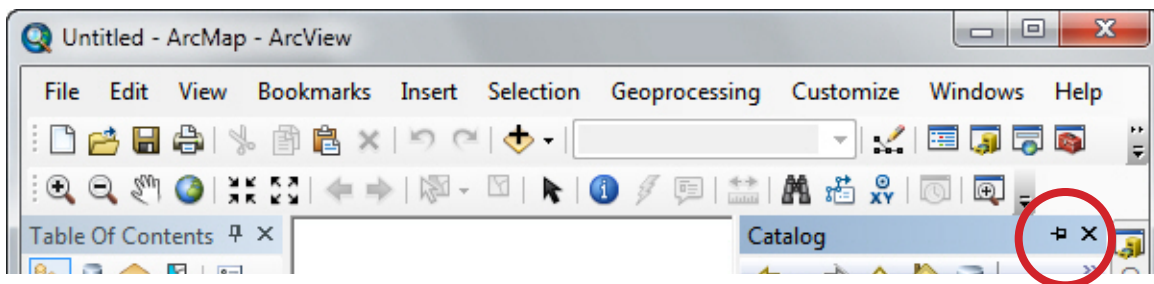 Untitled - ArcMap - ArcView
File Edit View Bookmarks Insert Selection Geoprocessing Customize Windows Help
XY
Table Of Contents
Catalog